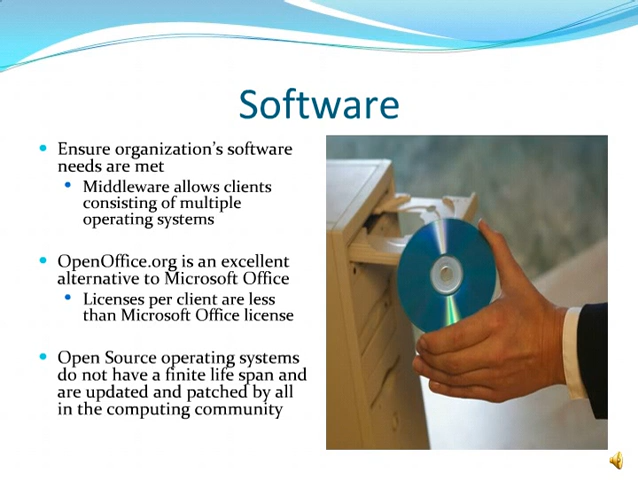 Software
Ensure organization's software
needs are met
Middleware allows clients
consisting of multiple
operating systems
OpenOffice.org is an excellent
alternative to Microsoft Office
Licenses per client are less
than Microsoft Office license
Open Source operating systems
do not have a finite life span and
are updated and patched by all
in the computing community